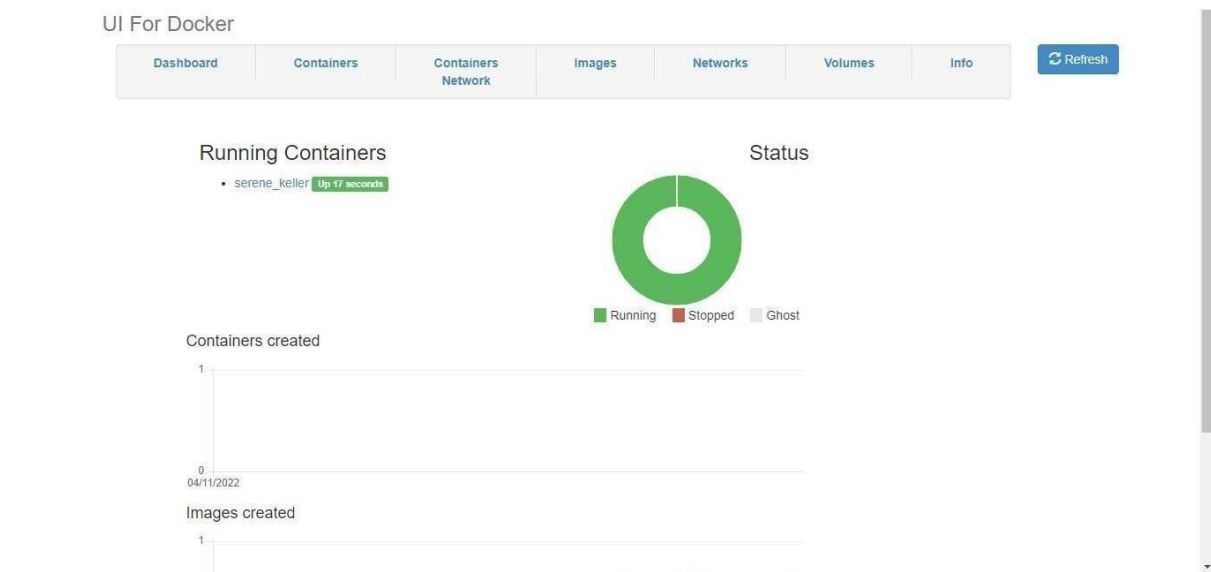 UI For Docker
Dashboard Containers Containers Network Images Networks Volumes Info Refresh
Running Containers
serene_keller Up 17 seconds
Status
Running Stopped Ghost
Containers created
1
0
04/11/2022
Images created
1